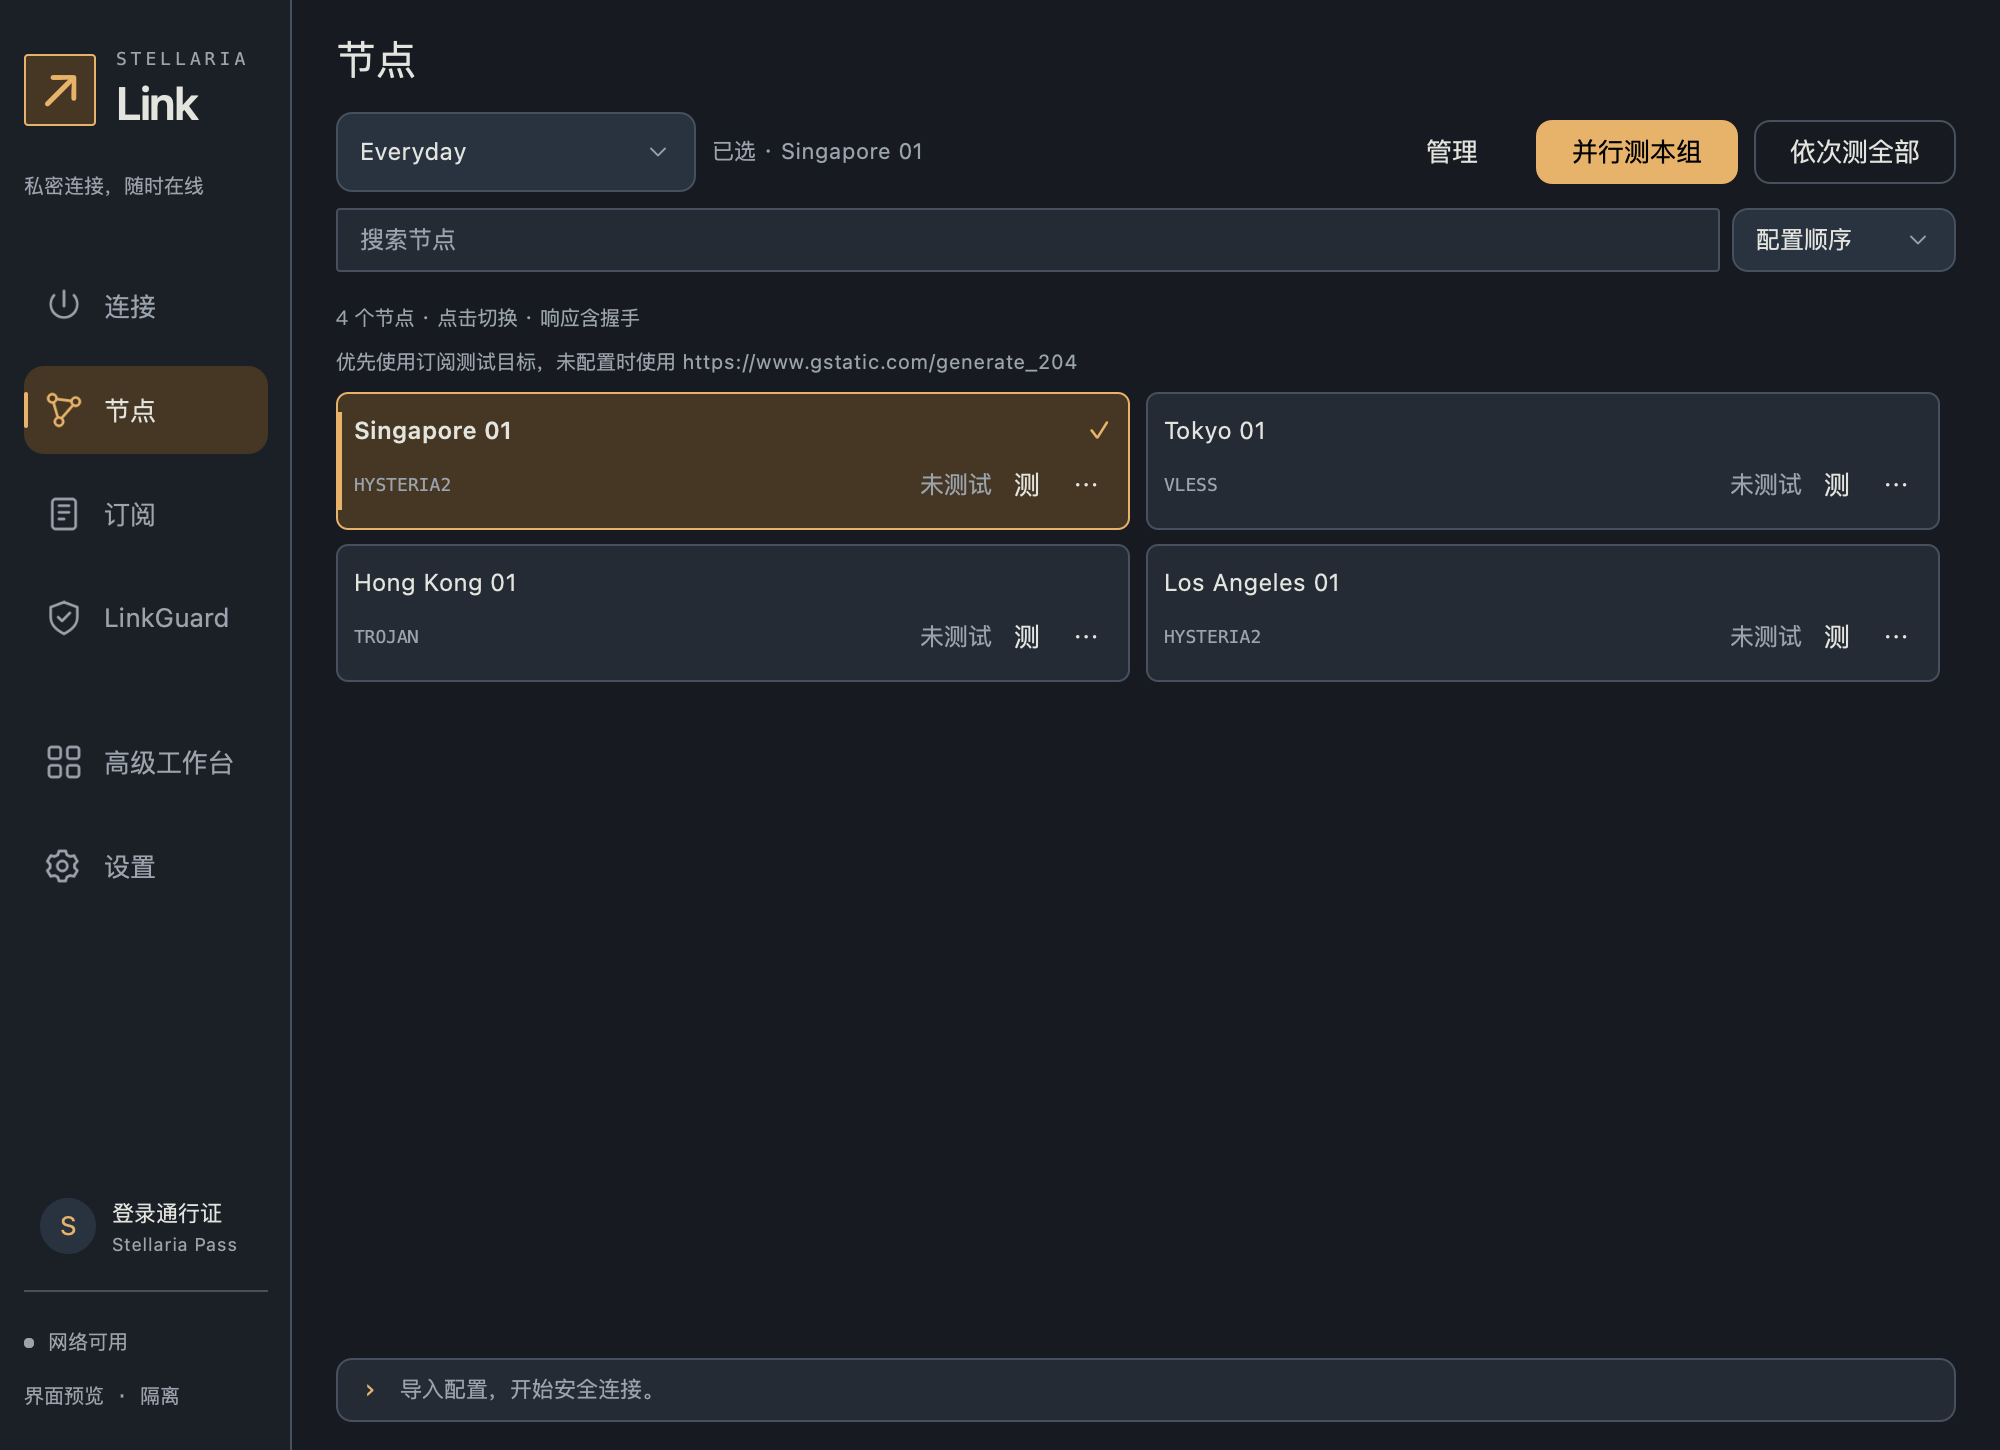 STELLARIA
Link
私密连接，随时在线
连接
节点
订阅
LinkGuard
高级工作台
设置
S
登录通行证
Stellaria Pass
网络可用
界面预览 · 隔离
节点
Everyday
已选 · Singapore 01
管理
并行测本组
依次测全部
搜索节点
配置顺序
4 个节点 · 点击切换 · 响应含握手
优先使用订阅测试目标，未配置时使用 https://www.gstatic.com/generate_204
Singapore 01
HYSTERIA2 未测试 测 ···
Tokyo 01
VLESS 未测试 测 ···
Hong Kong 01
TROJAN 未测试 测 ···
Los Angeles 01
HYSTERIA2 未测试 测 ···
› 导入配置，开始安全连接。